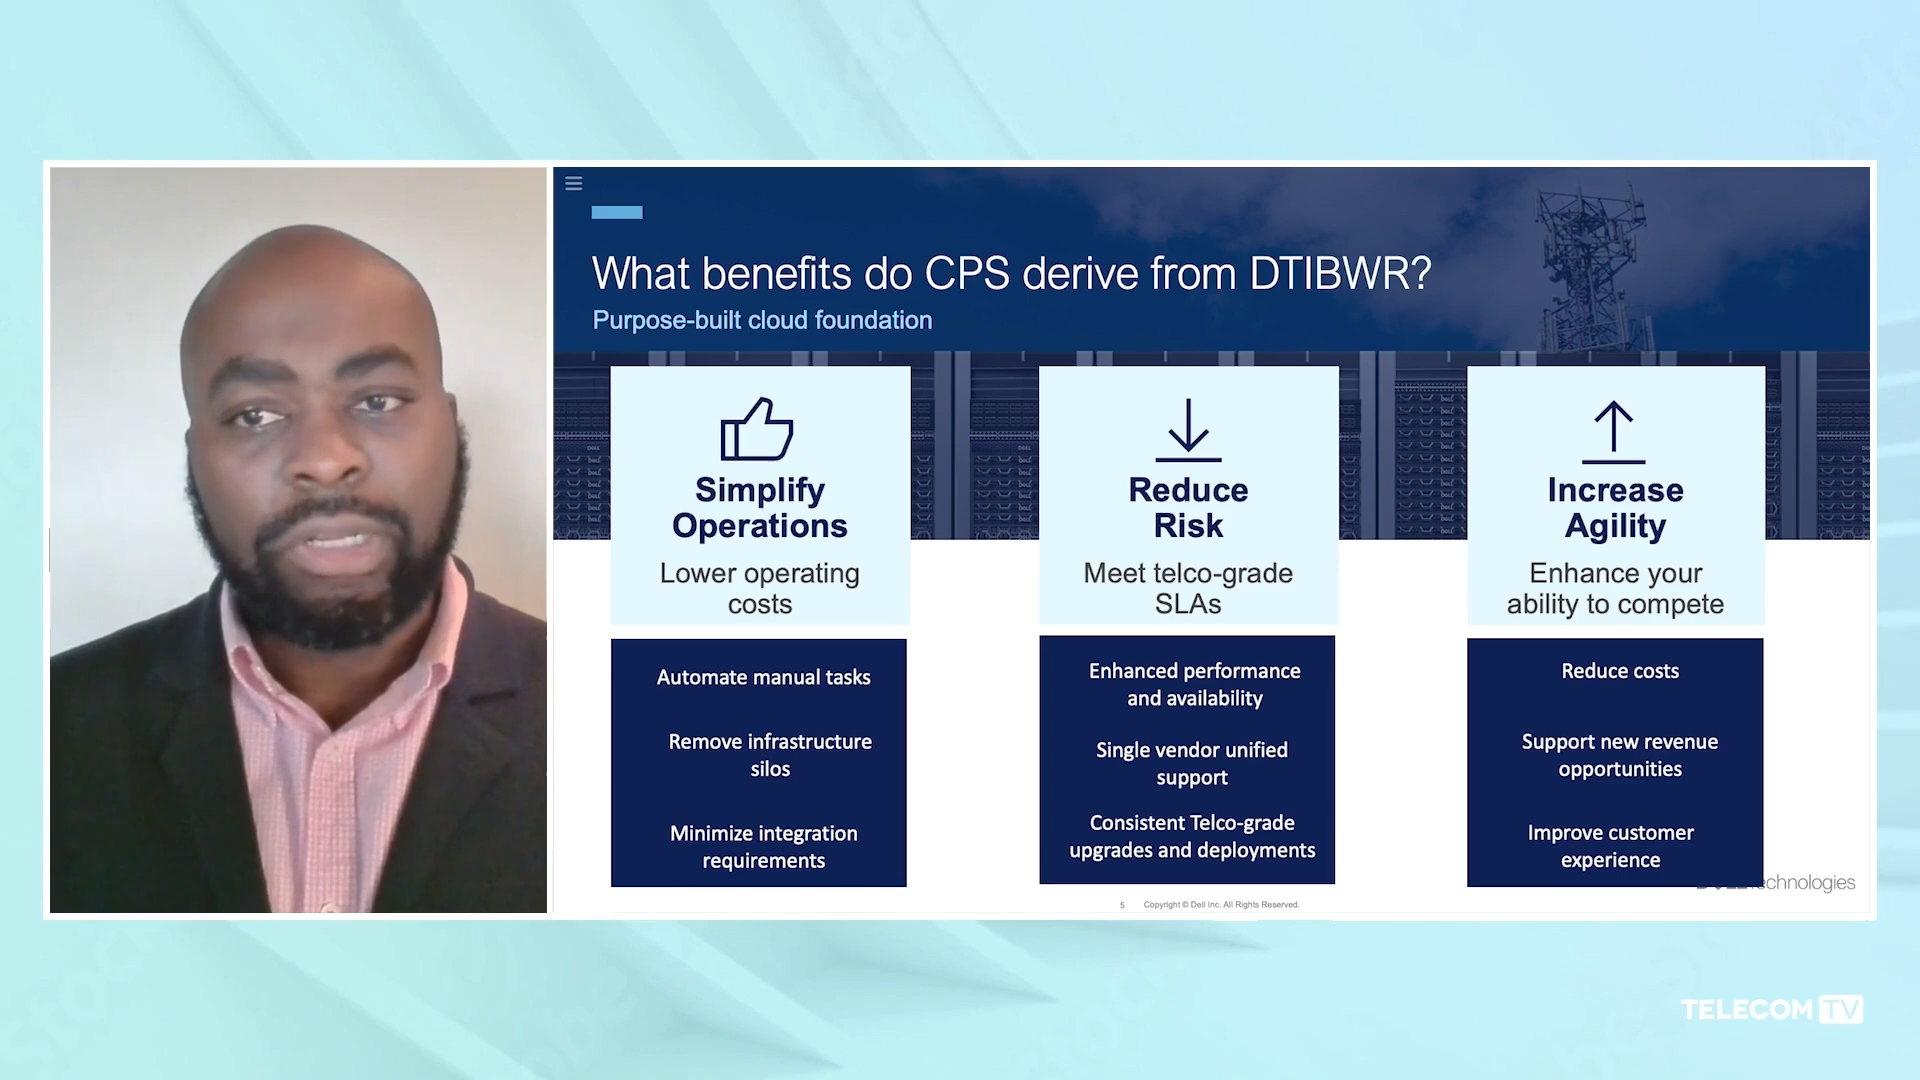 What benefits do CPS derive from DTIBWR?
Purpose-built cloud foundation
Simplify
Operations
Lower operating
costs
Automate manual tasks
Remove infrastructure
silos
Minimize integration
requirements
Reduce
Risk
Meet telco-grade
SLAs
Enhanced performance
and availability
Single vendor unified
support
Consistent Telco-grade
upgrades and deployments
Increase
Agility
Enhance your
ability to compete
Reduce costs
Support new revenue
opportunities
Improve customer
experience
5 Copyright © Dell Inc. All Rights Reserved.
TELECOM TV